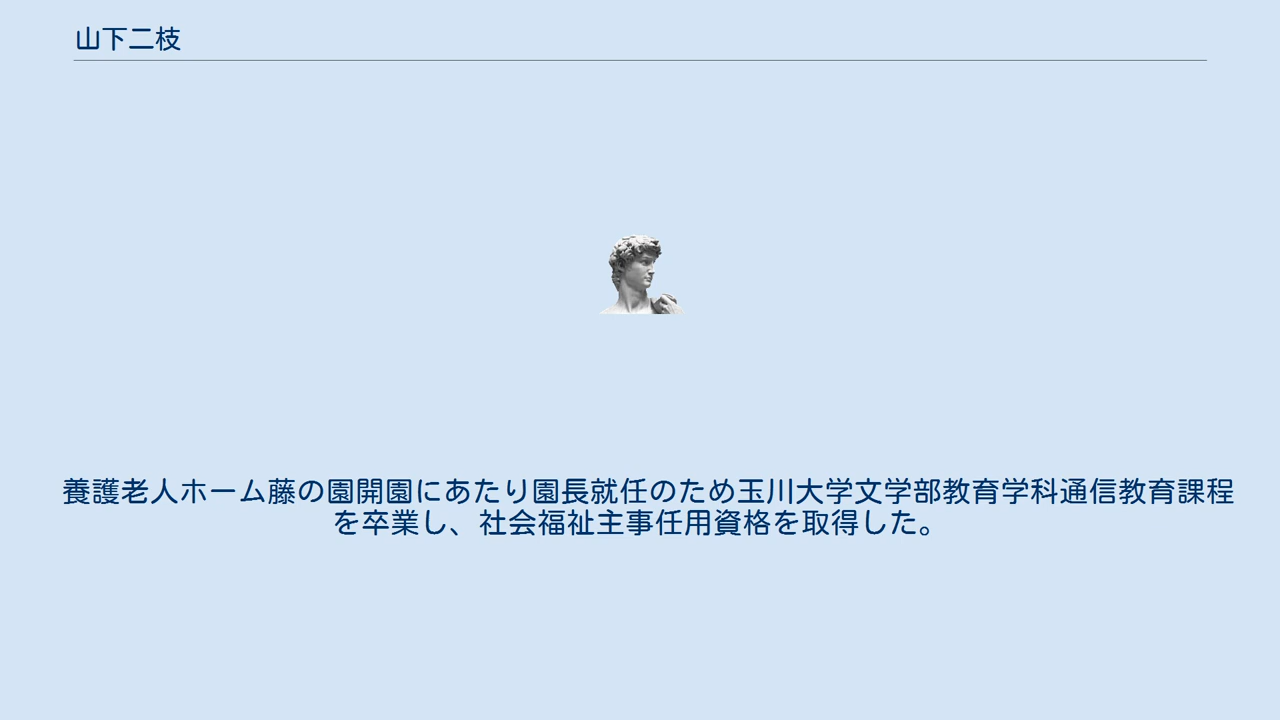 山下二枝
養護老人ホーム藤の園開園にあたり園長就任のため玉川大学文学部教育学科通信教育課程
を卒業し、社会福祉主事任用資格を取得した。